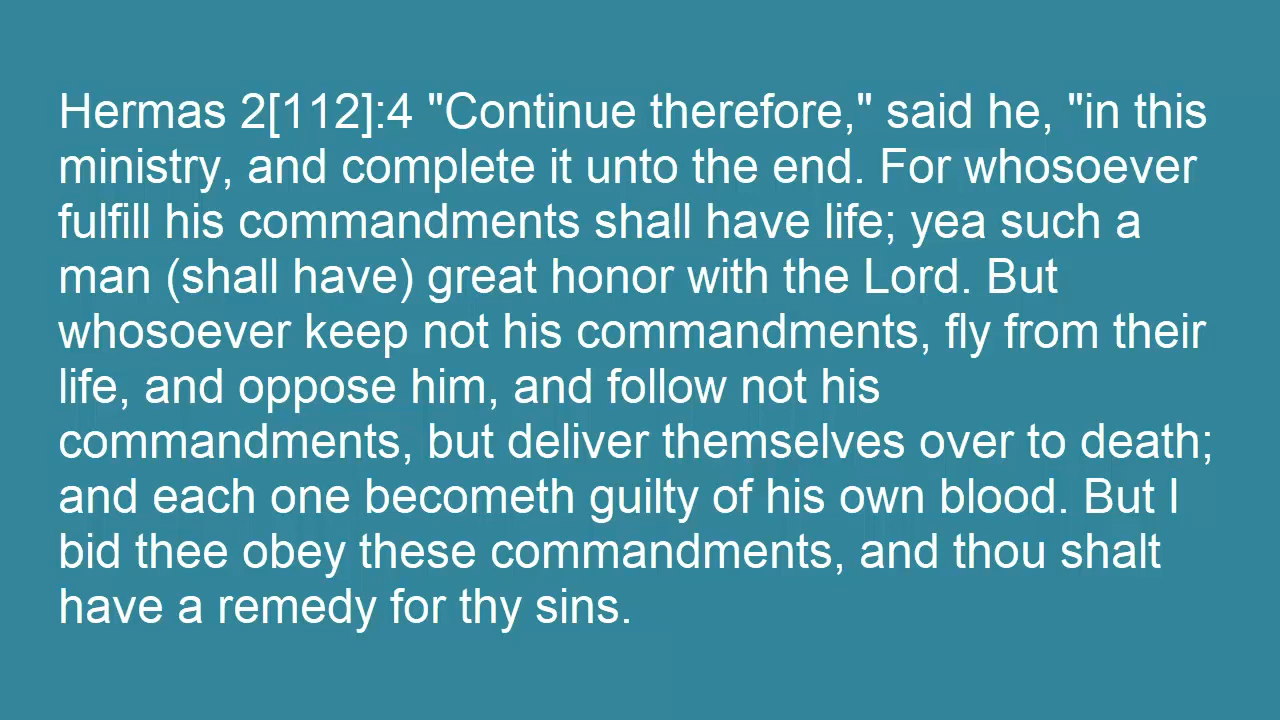 Hermas 2[112]:4 "Continue therefore," said he, "in this
ministry, and complete it unto the end. For whosoever
fulfill his commandments shall have life; yea such a
man (shall have) great honor with the Lord. But
whosoever keep not his commandments, fly from their
life, and oppose him, and follow not his
commandments, but deliver themselves over to death;
and each one becometh guilty of his own blood. But I
bid thee obey these commandments, and thou shalt
have a remedy for thy sins.